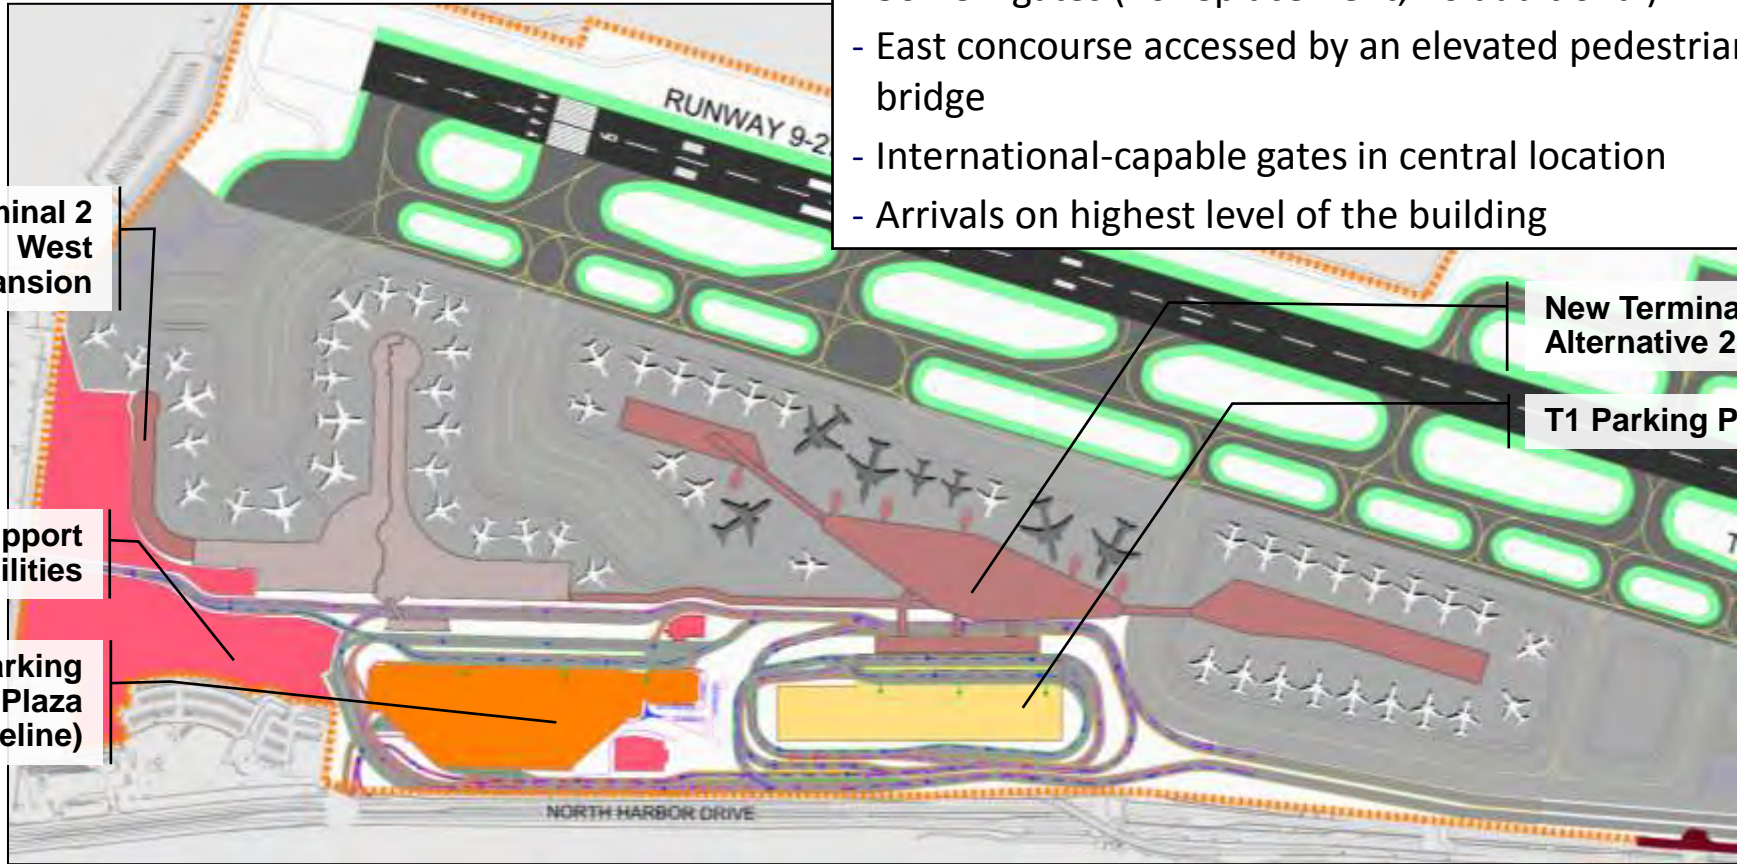 - East concourse accessed by an elevated pedestrian
bridge
- International-capable gates in central location
- Arrivals on highest level of the building
RUNWAY 9-2
minal 2
West
ansion
New Termina
Alternative 2
T1 Parking P
pport
ilities
arking
Plaza
eline)
NORTH HARBOR DRIVE